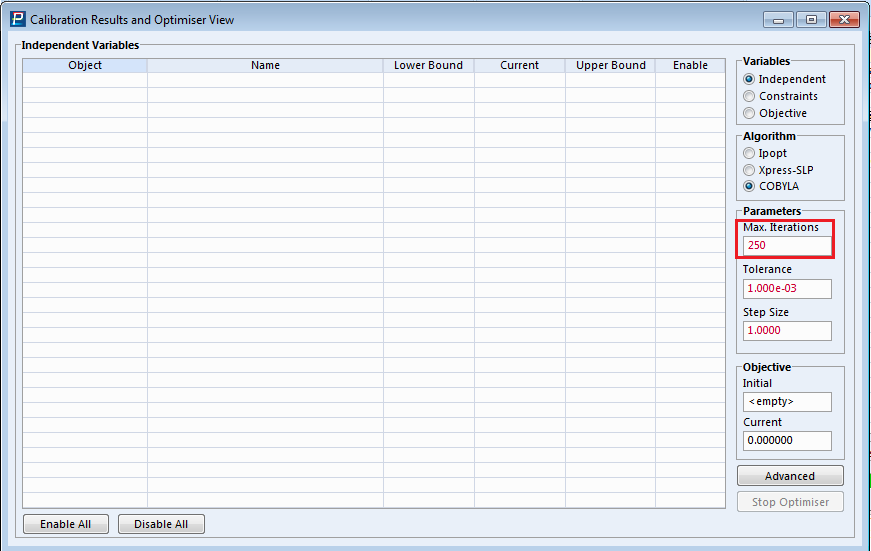 Calibration Results and Optimiser View
Independent Variables
Object Name Lower Bound Current Upper Bound Enable
Enable All Disable All
Variables
Independent
Constraints
Objective
Algorithm
Ipopt
Xpress-SLP
COBYLA
Parameters
Max. Iterations
250
Tolerance
1.000e-03
Step Size
1.0000
Objective
Initial
<empty>
Current
0.000000
Advanced
Stop Optimiser